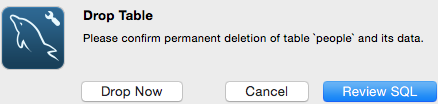 Drop Table
Please confirm permanent deletion of table `people` and its data.
Drop Now
Cancel
Review SQL